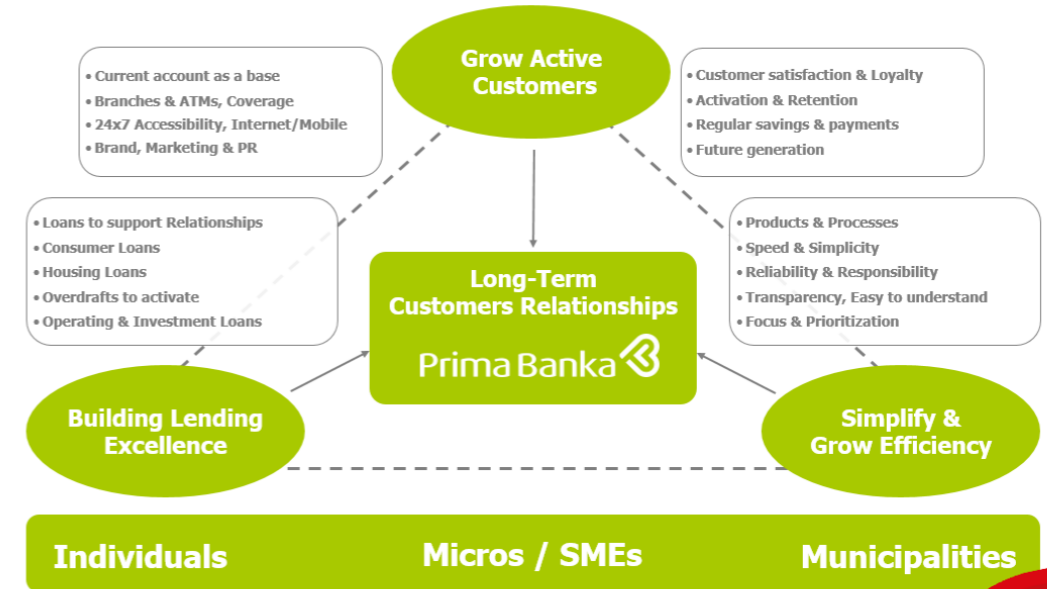 Grow Active
Customers
• Current account as a base
• Branches & ATMs, Coverage
• 24x7 Accessibility, Internet/Mobile
• Brand, Marketing & PR
• Customer satisfaction & Loyalty
• Activation & Retention
• Regular savings & payments
• Future generation
• Loans to support Relationships
• Consumer Loans
• Housing Loans
• Overdrafts to activate
• Operating & Investment Loans
• Products & Processes
• Speed & Simplicity
• Reliability & Responsibility
• Transparency, Easy to understand
• Focus & Prioritization
Long-Term
Customers Relationships
Prima Banka
Building Lending
Excellence
Simplify &
Grow Efficiency
Individuals
Micros / SMEs
Municipalities